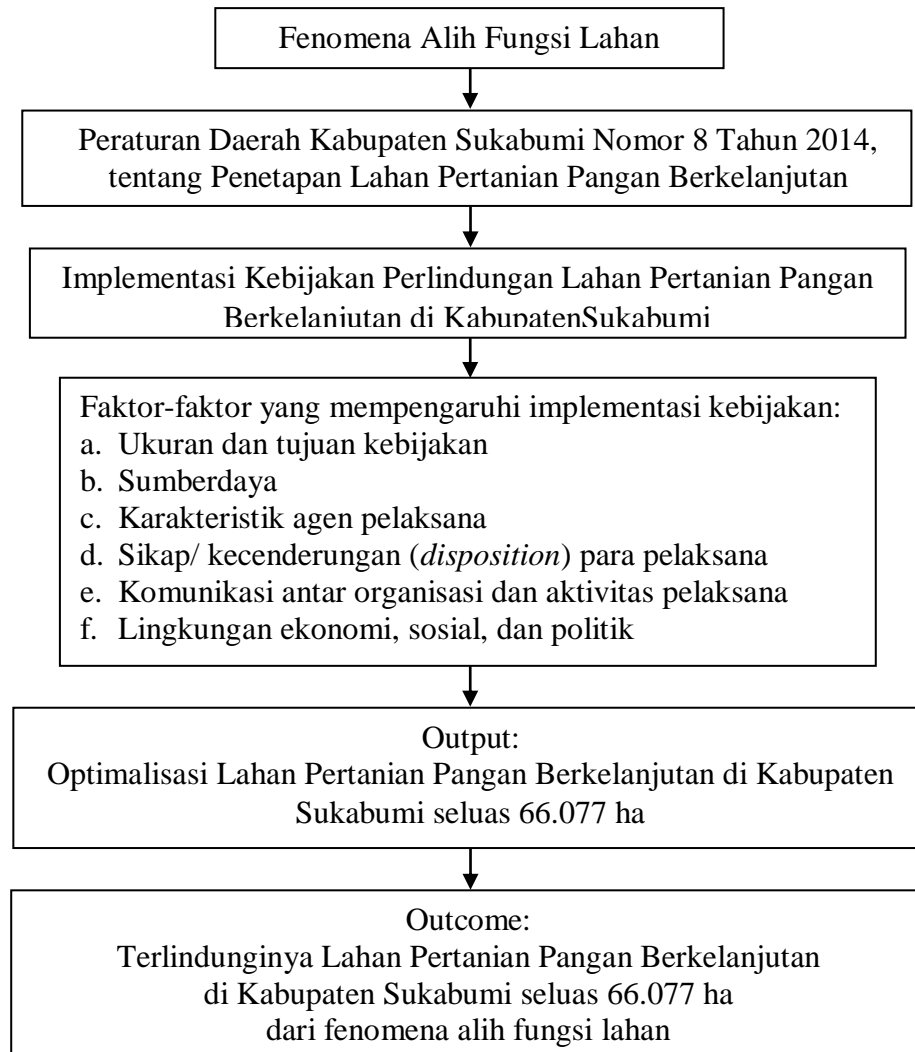 Fenomena Alih Fungsi Lahan
Peraturan Daerah Kabupaten Sukabumi Nomor 8 Tahun 2014,
tentang Penetapan Lahan Pertanian Pangan Berkelanjutan
Implementasi Kebijakan Perlindungan Lahan Pertanian Pangan
Berkelanjutan di KabupatenSukabumi
Faktor-faktor yang mempengaruhi implementasi kebijakan:
a. Ukuran dan tujuan kebijakan
b. Sumberdaya
c. Karakteristik agen pelaksana
d. Sikap/ kecenderungan (disposition) para pelaksana
e. Komunikasi antar organisasi dan aktivitas pelaksana
f. Lingkungan ekonomi, sosial, dan politik
Output:
Optimalisasi Lahan Pertanian Pangan Berkelanjutan di Kabupaten
Sukabumi seluas 66.077 ha
Outcome:
Terlindunginya Lahan Pertanian Pangan Berkelanjutan
di Kabupaten Sukabumi seluas 66.077 ha
dari fenomena alih fungsi lahan